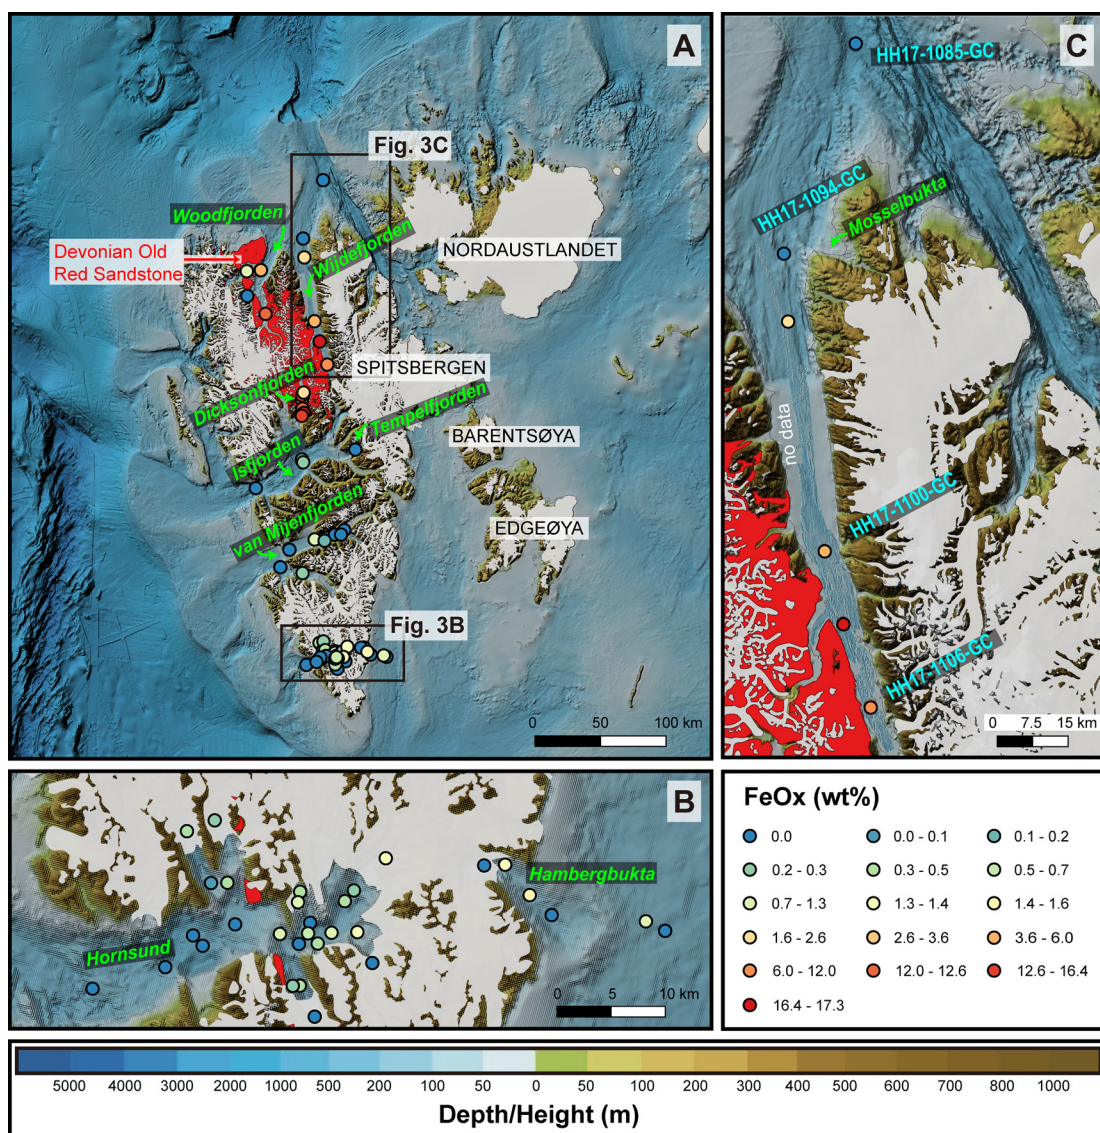 A
Fig. 3C
Woodfjorden
Devonian Old
Red Sandstone
Wijdefjorden
NORDAUSTLANDET
SPITSBERGEN
Dicksonfjorden
Tempelfjorden
BARENTSØYA
Isfjorden
EDGEØYA
van Mijenfjorden
Fig. 3B
0 50 100 km
C
HH17-1085-GC
HH17-1094-GC
Mosselbukta
no data
HH17-1100-GC
HH17-1106-GC
0 7.5 15 km
B
Hambergbukta
Hornsund
0 5 10 km
FeOx (wt%)
0.0 0.0 - 0.1 0.1 - 0.2
0.2 - 0.3 0.3 - 0.5 0.5 - 0.7
0.7 - 1.3 1.3 - 1.4 1.4 - 1.6
1.6 - 2.6 2.6 - 3.6 3.6 - 6.0
6.0 - 12.0 12.0 - 12.6 12.6 - 16.4
16.4 - 17.3
5000 4000 3000 2000 1000 500 200 100 50 0 50 100 200 300 400 700 800 1000
Depth/Height (m)